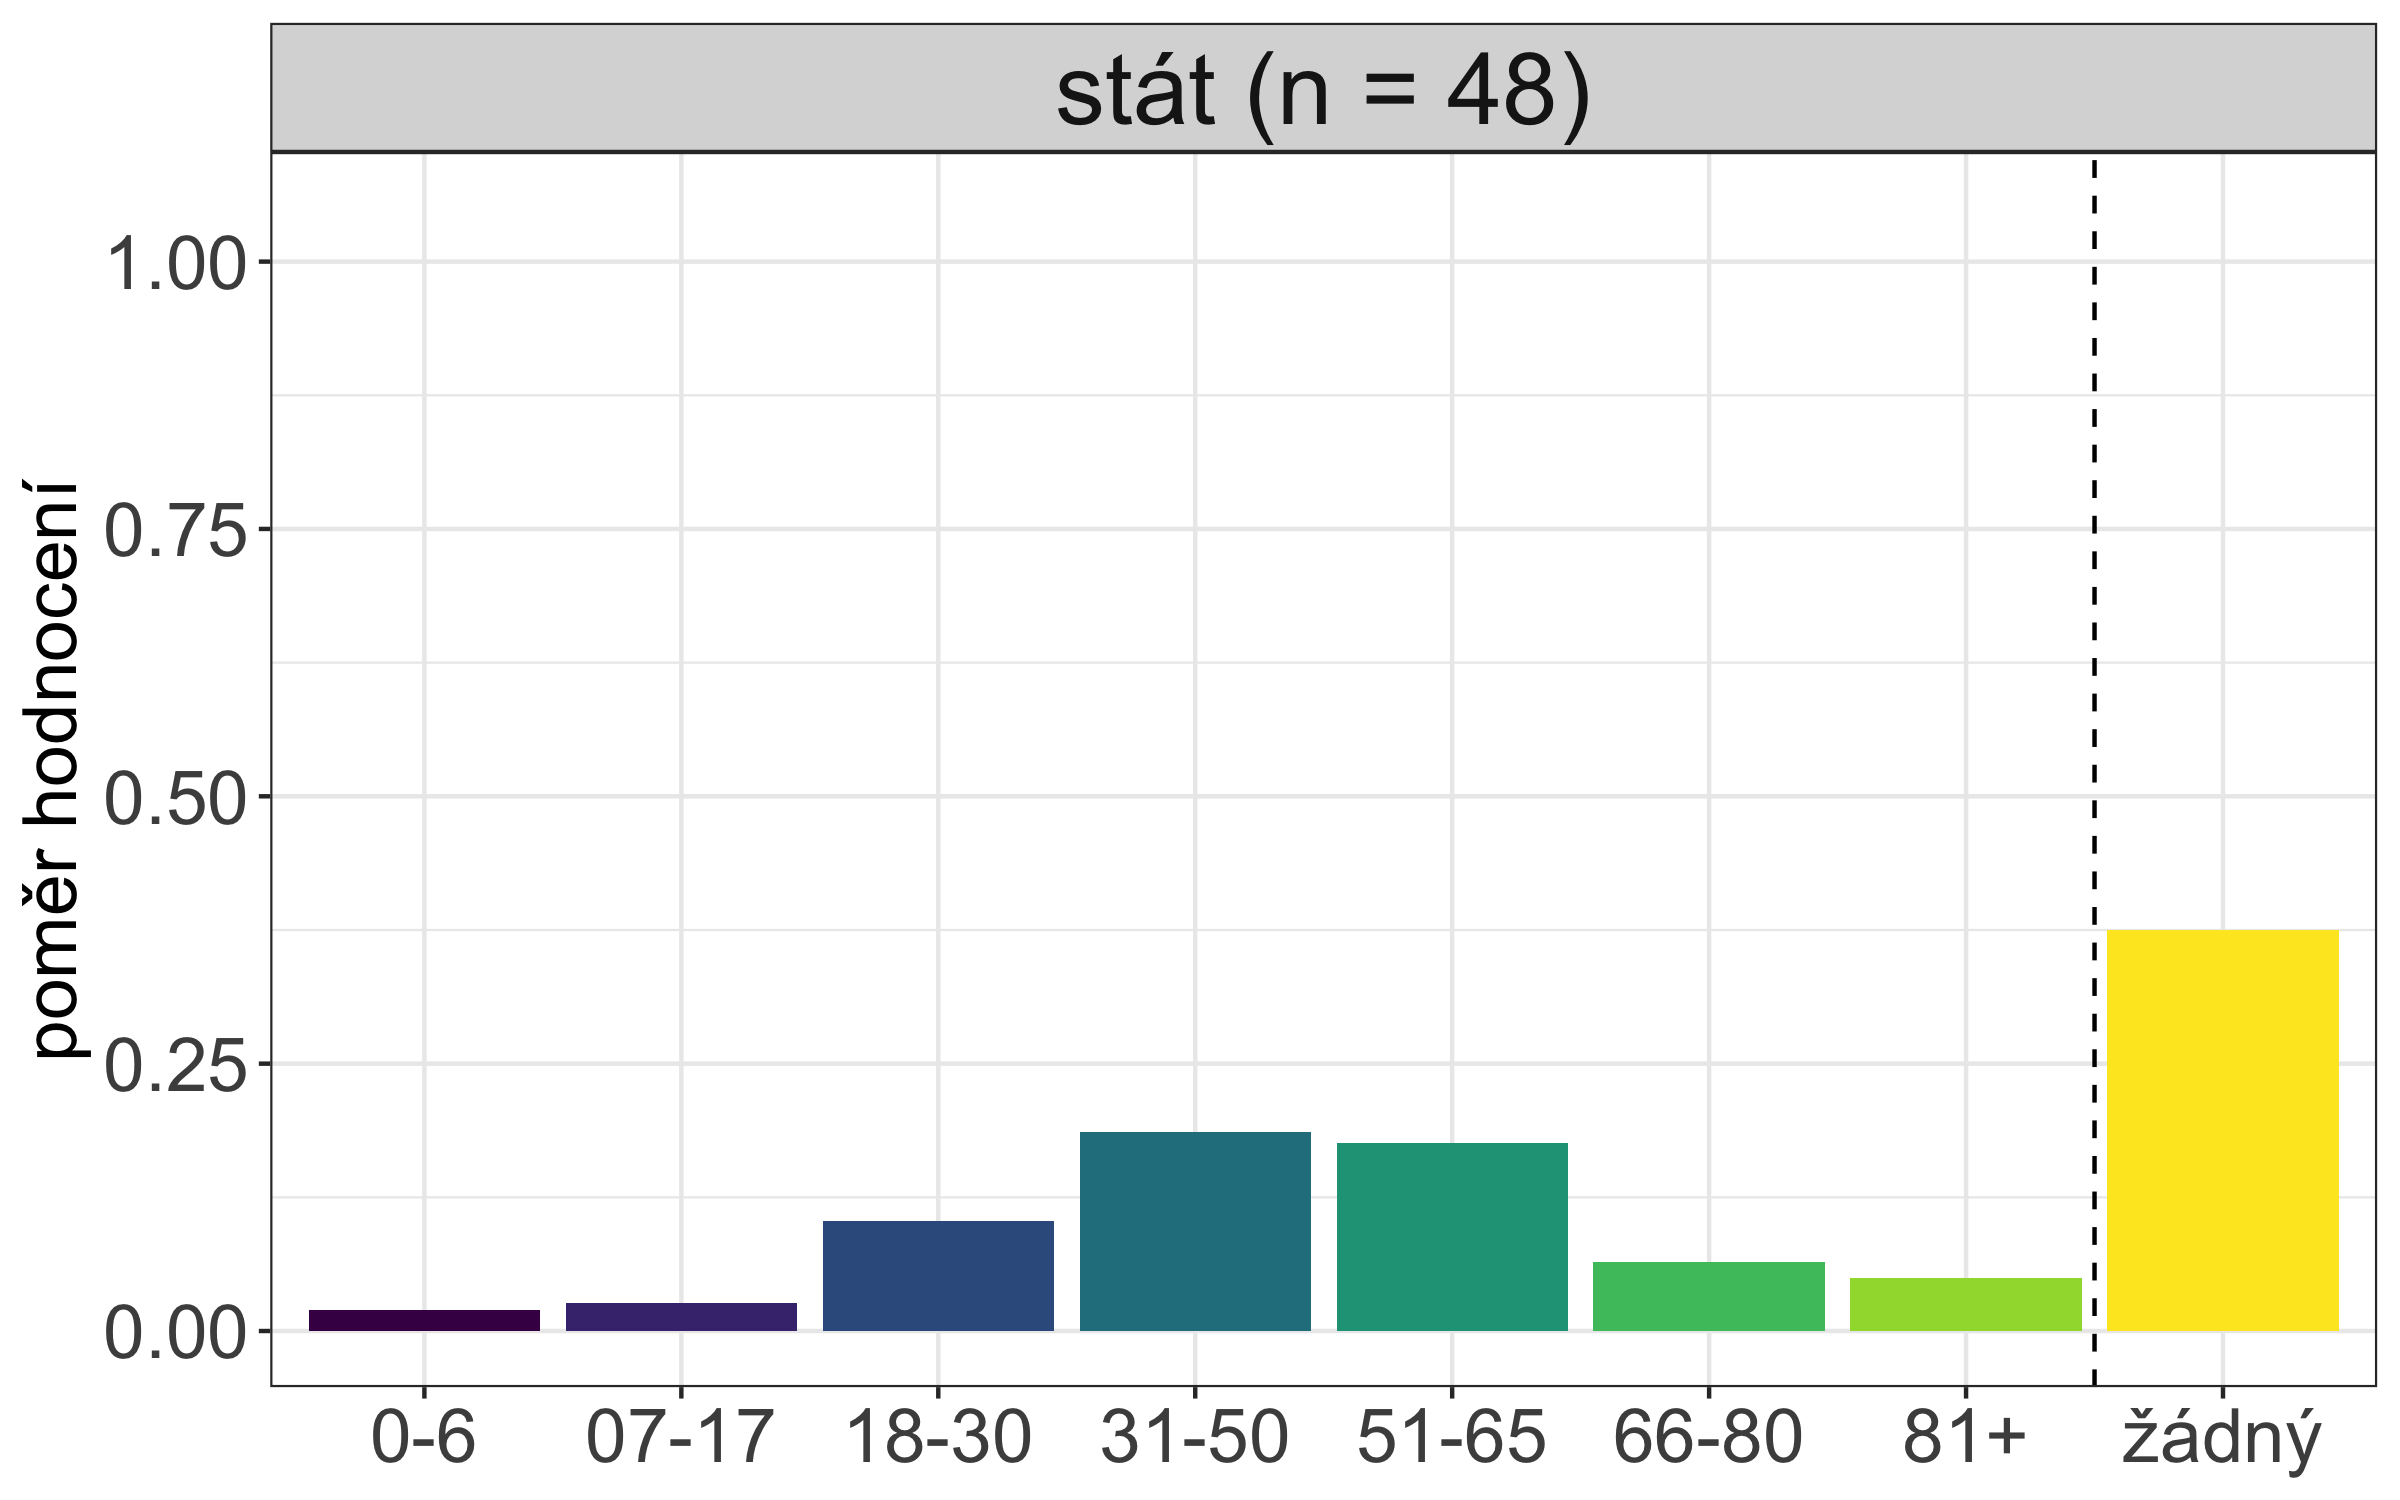 stát (n = 48)
poměr hodnocení
1.00
0.75
0.50
0.25
0.00
0-6 07-17 18-30 31-50 51-65 66-80 81+ žádný